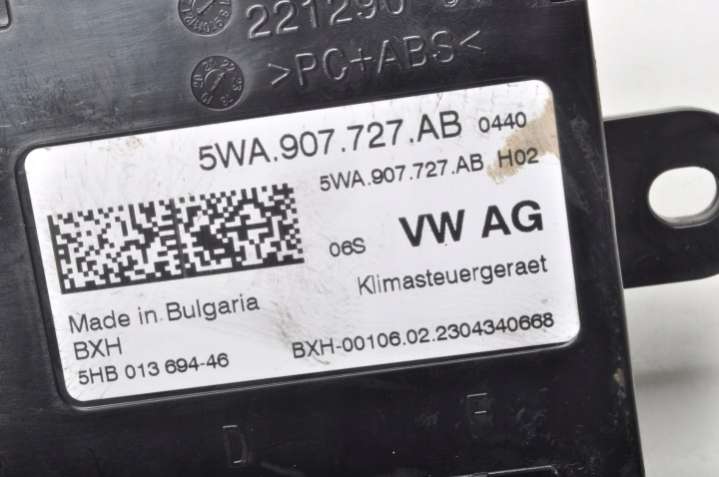 221290
>PC+ABS<
5WA.907.727.AB 0440
5WA.907.727.AB H02
06S VW AG
Klimasteuergeraet
Made in Bulgaria
BXH
5HB 013 694-46
BXH-00106.02.2304340668
D E